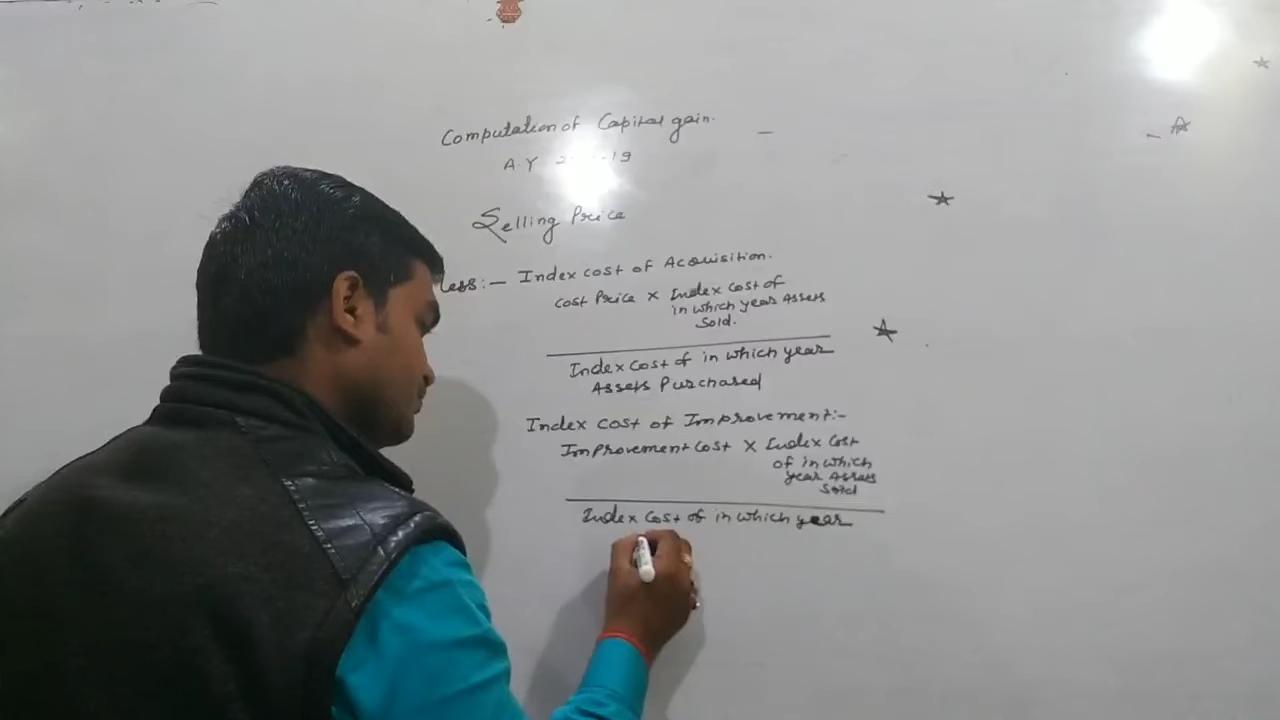 Computation of Capital gain.
A.Y 19
Selling Price
Less:- Index cost of Acquisition.
Cost Price × Index cost of
in which year Assets
Sold.
Index cost of in which year
Assets Purchased
Index cost of Improvement:-
Improvement cost × Index cost
of in which
year Assets
Sold
Index cost of in which year